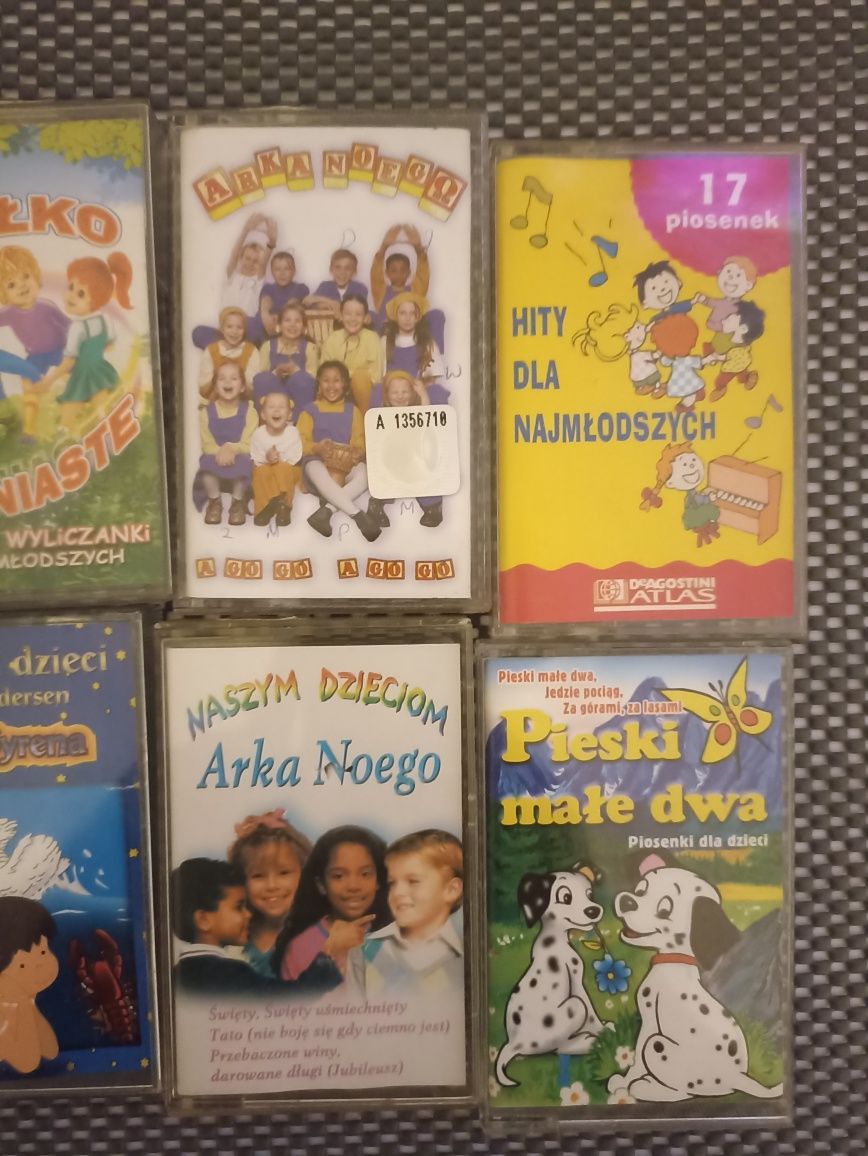 ŁKO
NIASTE
WYLICZANKI
MŁODSZYCH
ARKA NOEGO
A 1356710
A GO GO A GO GO
17
piosenek
HITY
DLA
NAJMŁODSZYCH
DEAGOSTINI
ATLAS
dzieci
dersen
yrena
NASZYM DZIECIOM
Arka Noego
Święty, Święty uśmiechnięty
Tato (nie boję się gdy ciemno jest)
Przebaczone winy,
darowane długi (Jubileusz)
Pieski małe dwa,
Jedzie pociąg,
Za górami, za lasami
Pieski
małe dwa
Piosenki dla dzieci